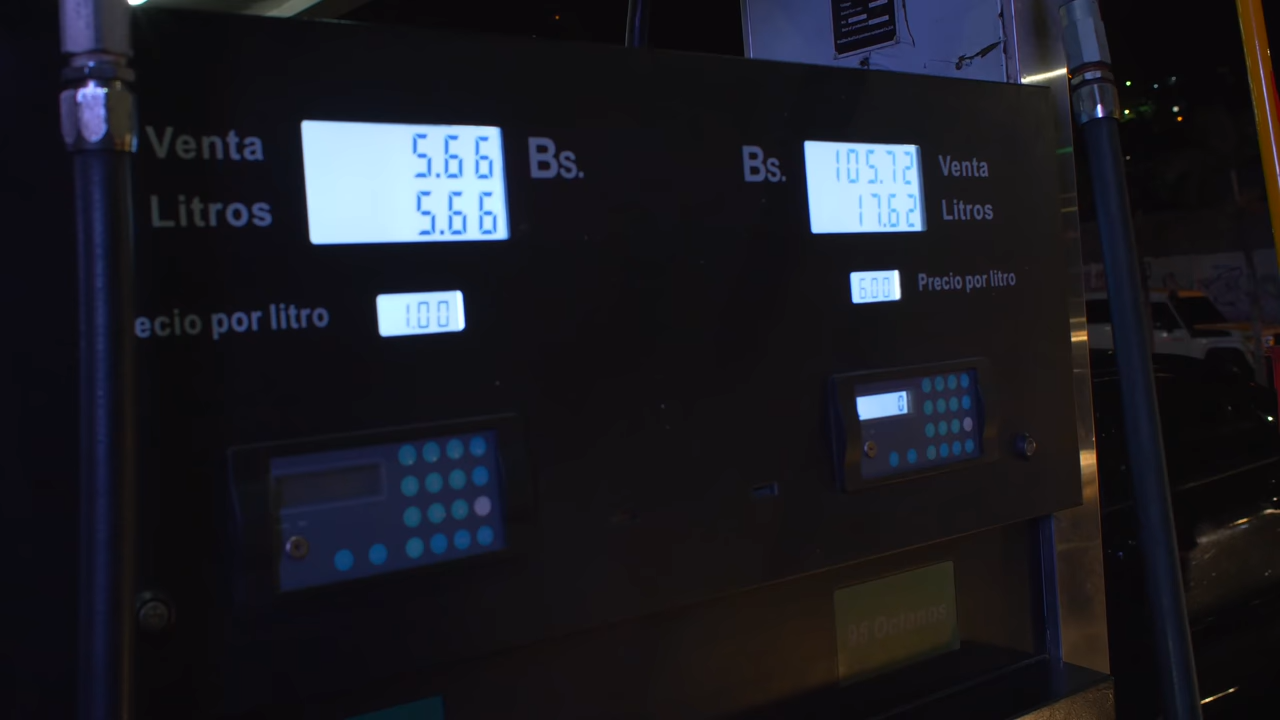 Venta 5.66 Bs.
Litros 5.66
ecio por litro 1.00
Bs. 105.72 Venta
17.62 Litros
6.00 Precio por litro
0
95 Octanos